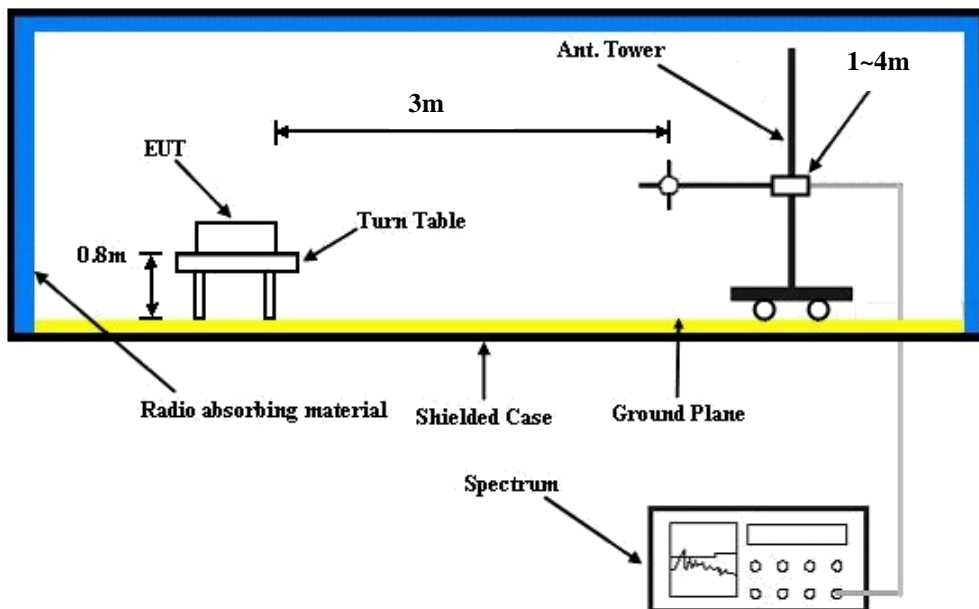 Ant. Tower
1~4m
3m
EUT
Turn Table
0.8m
Radio absorbing material
Shielded Case
Ground Plane
Spectrum